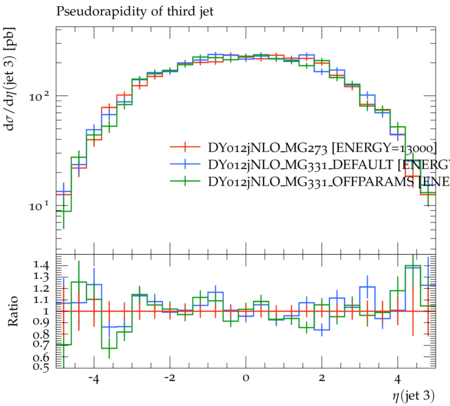 Pseudorapidity of third jet
dσ/dη(jet 3) [pb]
10²
10¹
DY012jNLO_MG273 [ENERGY=13000]
DY012jNLO_MG331_DEFAULT [ENERG
DY012jNLO_MG331_OFFPARAMS [ENE
Ratio
1.4
1.3
1.2
1.1
1
0.9
0.8
0.7
0.6
0.5
-4 -2 0 2 4
η(jet 3)